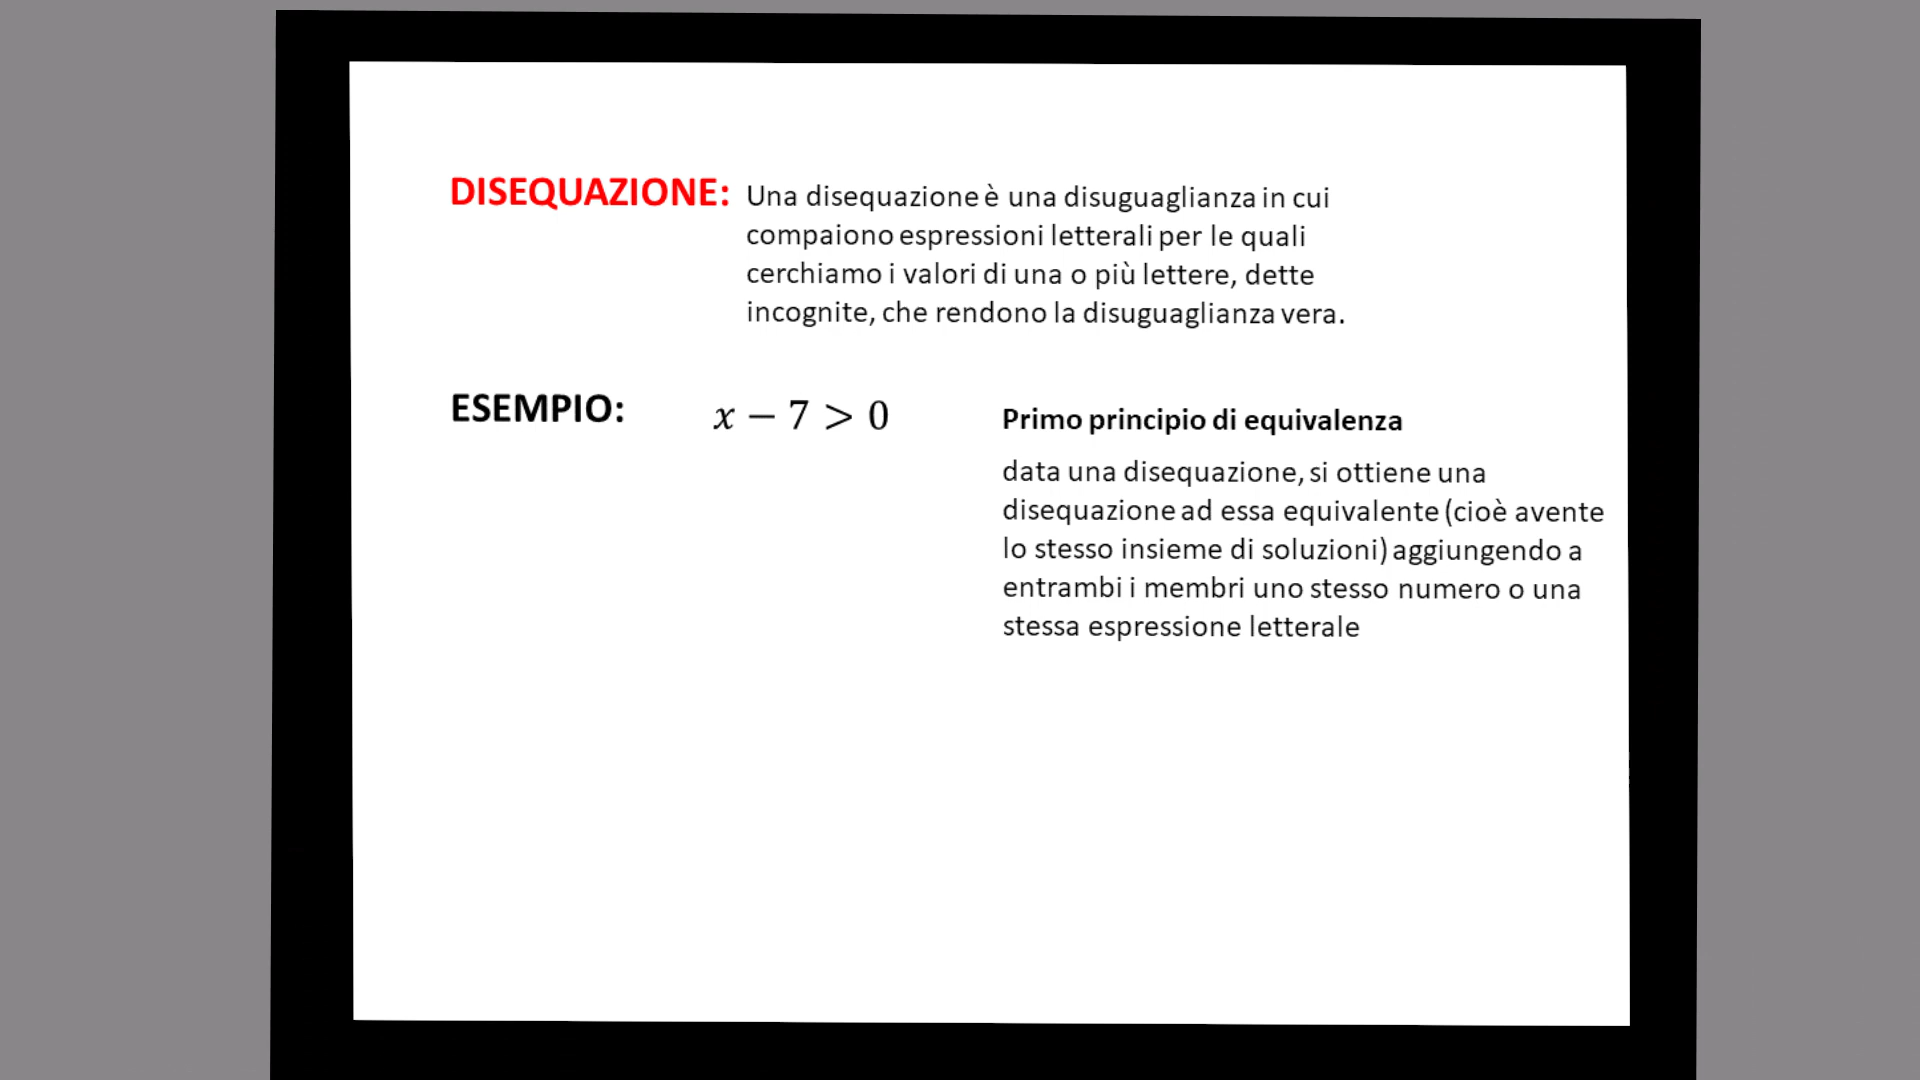 DISEQUAZIONE: Una disequazione è una disuguaglianza in cui
compaiono espressioni letterali per le quali
cerchiamo i valori di una o più lettere, dette
incognite, che rendono la disuguaglianza vera.
ESEMPIO: x − 7 > 0
Primo principio di equivalenza
data una disequazione, si ottiene una
disequazione ad essa equivalente (cioè avente
lo stesso insieme di soluzioni) aggiungendo a
entrambi i membri uno stesso numero o una
stessa espressione letterale